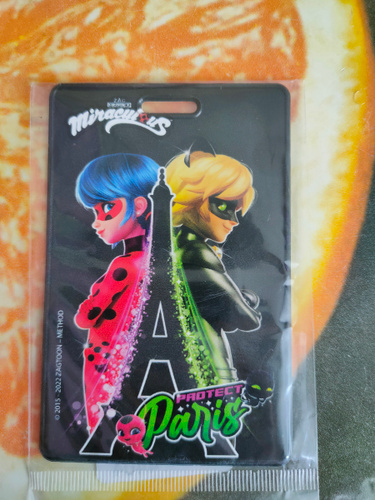 Miraculous
© 2015 - 2022 ZAGTOON - METHOD
PROTECT
Paris